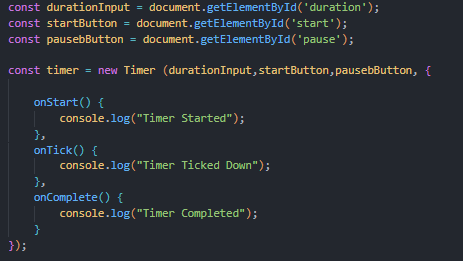 const durationInput = document.getElementById('duration');
const startButton = document.getElementById('start');
const pausebButton = document.getElementById('pause');
const timer = new Timer (durationInput,startButton,pausebButton, {
onStart() {
console.log("Timer Started");
},
onTick() {
console.log("Timer Ticked Down");
},
onComplete() {
console.log("Timer Completed");
}
});